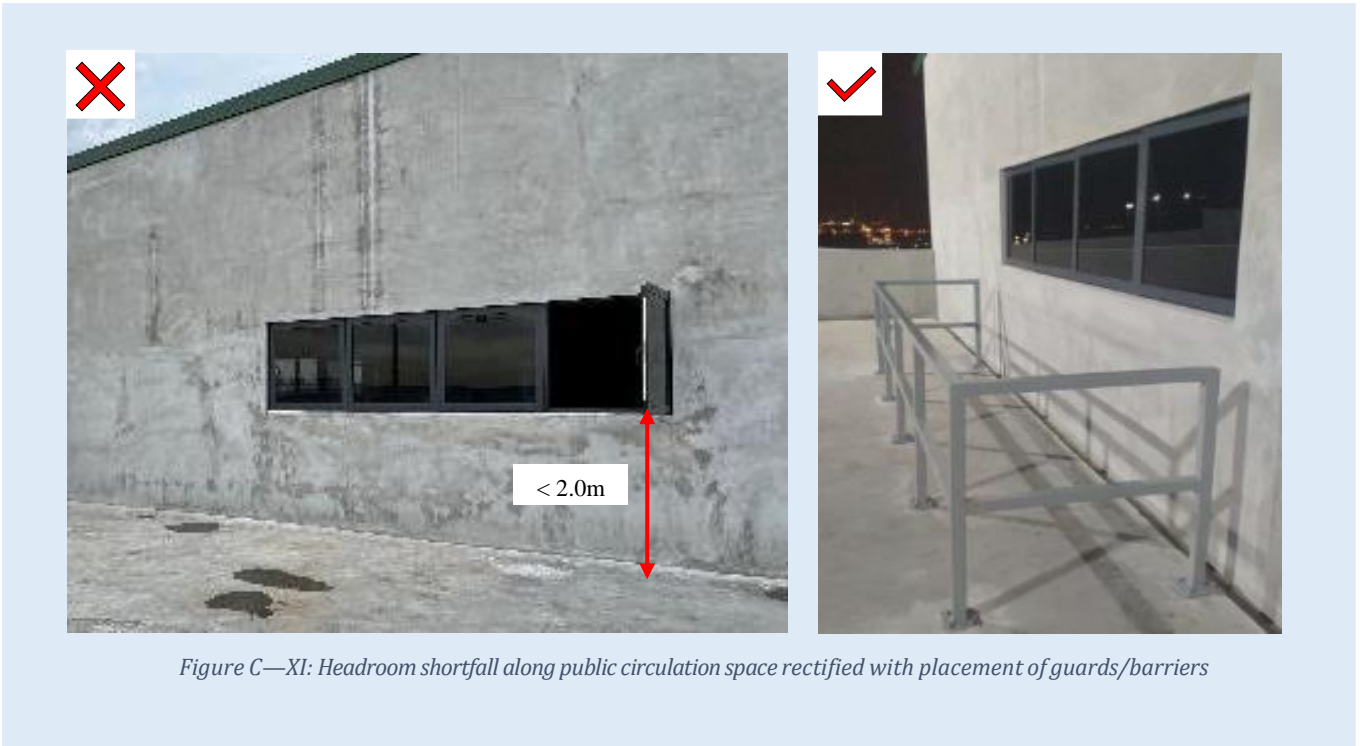 < 2.0m
Figure C—XI: Headroom shortfall along public circulation space rectified with placement of guards/barriers